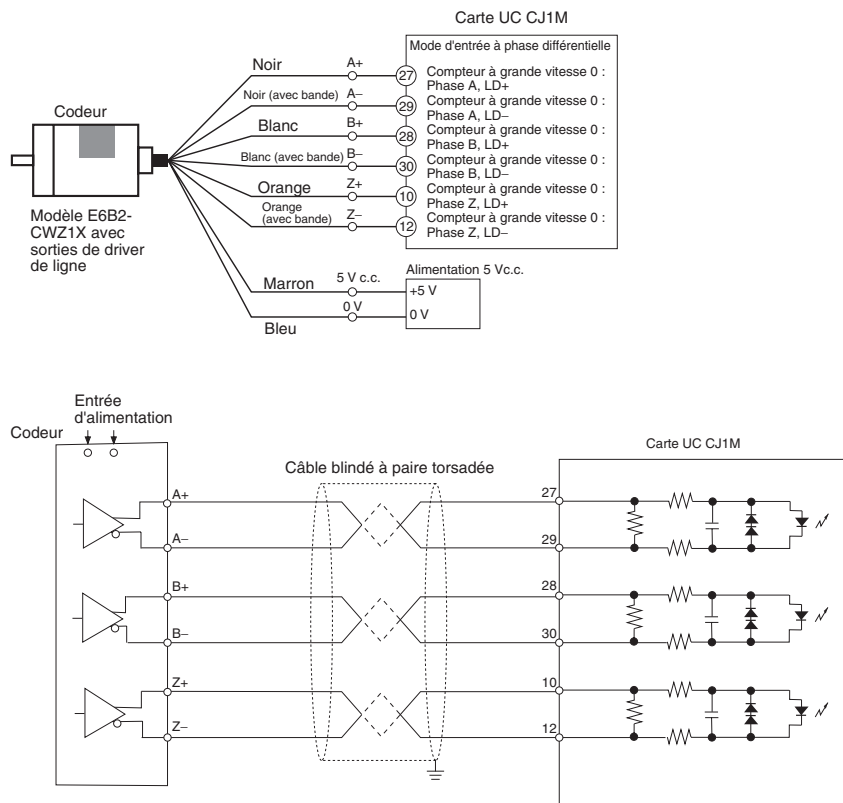 Carte UC CJ1M
Mode d'entrée à phase différentielle
Codeur
Modèle E6B2-
CWZ1X avec
sorties de driver
de ligne
Noir
A+
27
Compteur à grande vitesse 0 :
Phase A, LD+
Noir (avec bande)
A−
29
Compteur à grande vitesse 0 :
Phase A, LD−
Blanc
B+
28
Compteur à grande vitesse 0 :
Phase B, LD+
Blanc (avec bande)
B−
30
Compteur à grande vitesse 0 :
Phase B, LD−
Orange
Z+
10
Compteur à grande vitesse 0 :
Phase Z, LD+
Orange
(avec bande)
Z−
12
Compteur à grande vitesse 0 :
Phase Z, LD−
Alimentation 5 Vc.c.
Marron
5 V c.c.
+5 V
0 V
0 V
Bleu
Entrée
d'alimentation
Codeur
Carte UC CJ1M
Câble blindé à paire torsadée
A+
27
A−
29
B+
28
B−
30
Z+
10
Z−
12